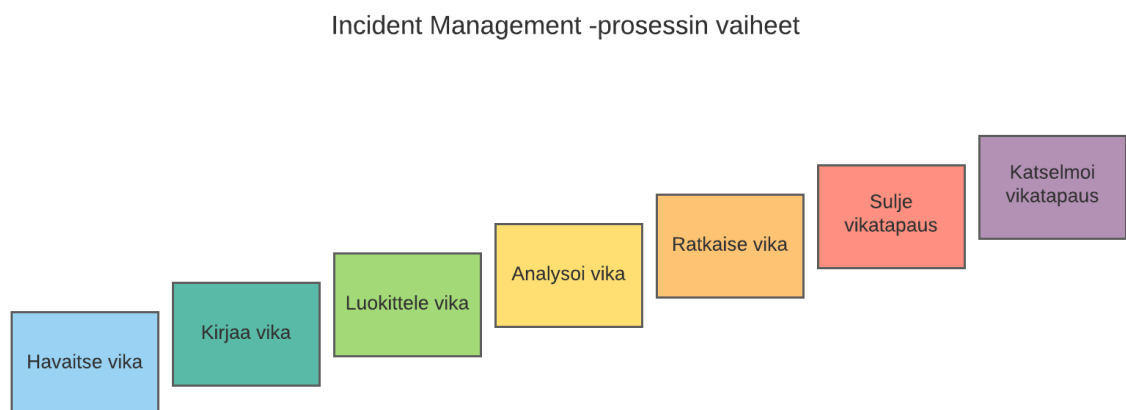 Incident Management -prosessin vaiheet
Havaitse vika
Kirjaa vika
Luokittele vika
Analysoi vika
Ratkaise vika
Sulje
vikatapaus
Katselmoi
vikatapaus